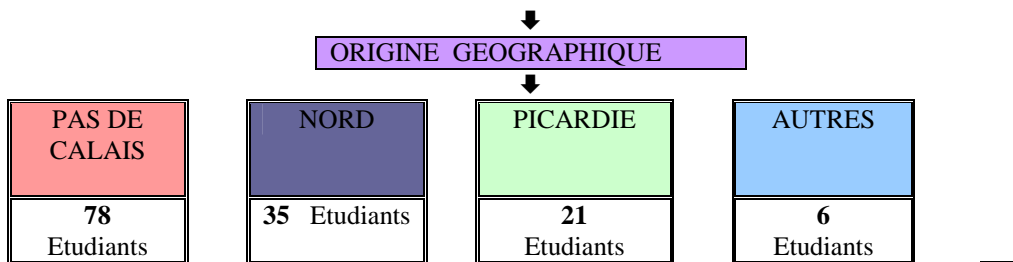 ORIGINE GEOGRAPHIQUE
PAS DE
CALAIS
NORD
PICARDIE
AUTRES
78
Etudiants
35 Etudiants
21
Etudiants
6
Etudiants